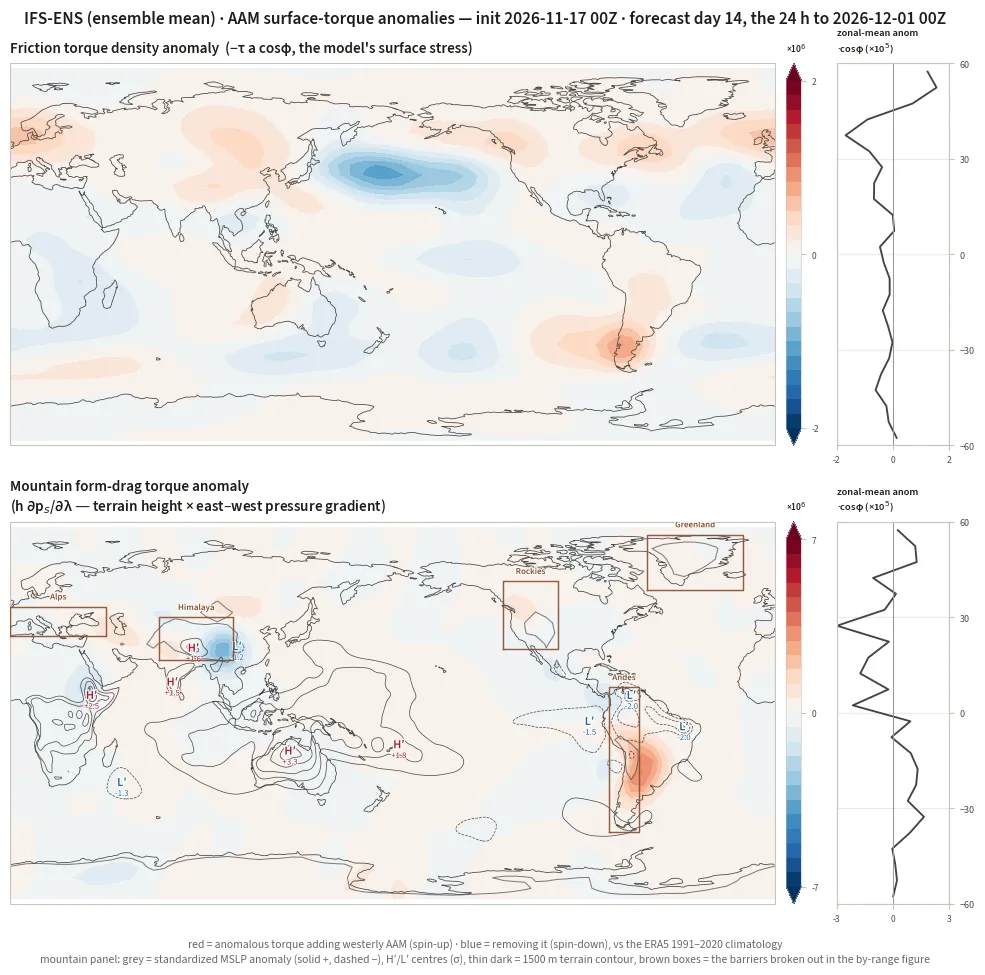 IFS-ENS (ensemble mean) · AAM surface-torque anomalies — init 2026-11-17 00Z · forecast day 14, the 24 h to 2026-12-01 00Z
Friction torque density anomaly (−τ a cosφ, the model's surface stress)
×10⁶
zonal-mean anom
·cosφ (×10⁵)
2
0
-2
60
30
0
−30
−60
-2
0
2
Mountain form-drag torque anomaly
(h ∂pₛ/∂λ — terrain height × east–west pressure gradient)
×10⁶
zonal-mean anom
·cosφ (×10⁵)
Greenland
Rockies
Alps
Himalaya
Andes
H′
L′
H′
+1.5
H′
+2.5
L′
-2.0
L′
-1.5
L′
-2.0
H′
+3.3
H′
+1.8
L′
-1.3
7
0
-7
60
30
0
−30
−60
-3
0
3
red = anomalous torque adding westerly AAM (spin-up) · blue = removing it (spin-down), vs the ERA5 1991–2020 climatology
mountain panel: grey = standardized MSLP anomaly (solid +, dashed −), H′/L′ centres (σ), thin dark = 1500 m terrain contour, brown boxes = the barriers broken out in the by-range figure